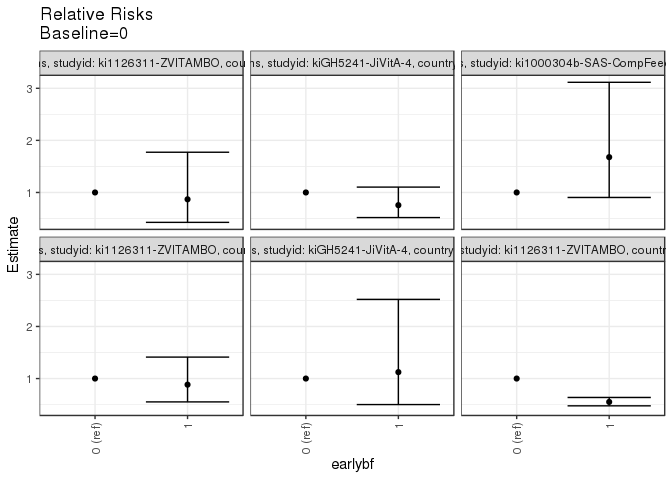 Relative Risks
Baseline=0
ns, studyid: ki1126311-ZVITAMBO, cou
ns, studyid: kiGH5241-JiVitA-4, country
s, studyid: ki1000304b-SAS-CompFee
3
2
1
s, studyid: ki1126311-ZVITAMBO, cou
s, studyid: kiGH5241-JiVitA-4, country
studyid: ki1126311-ZVITAMBO, countr
3
2
1
Estimate
0 (ref)
1
0 (ref)
1
0 (ref)
1
earlybf